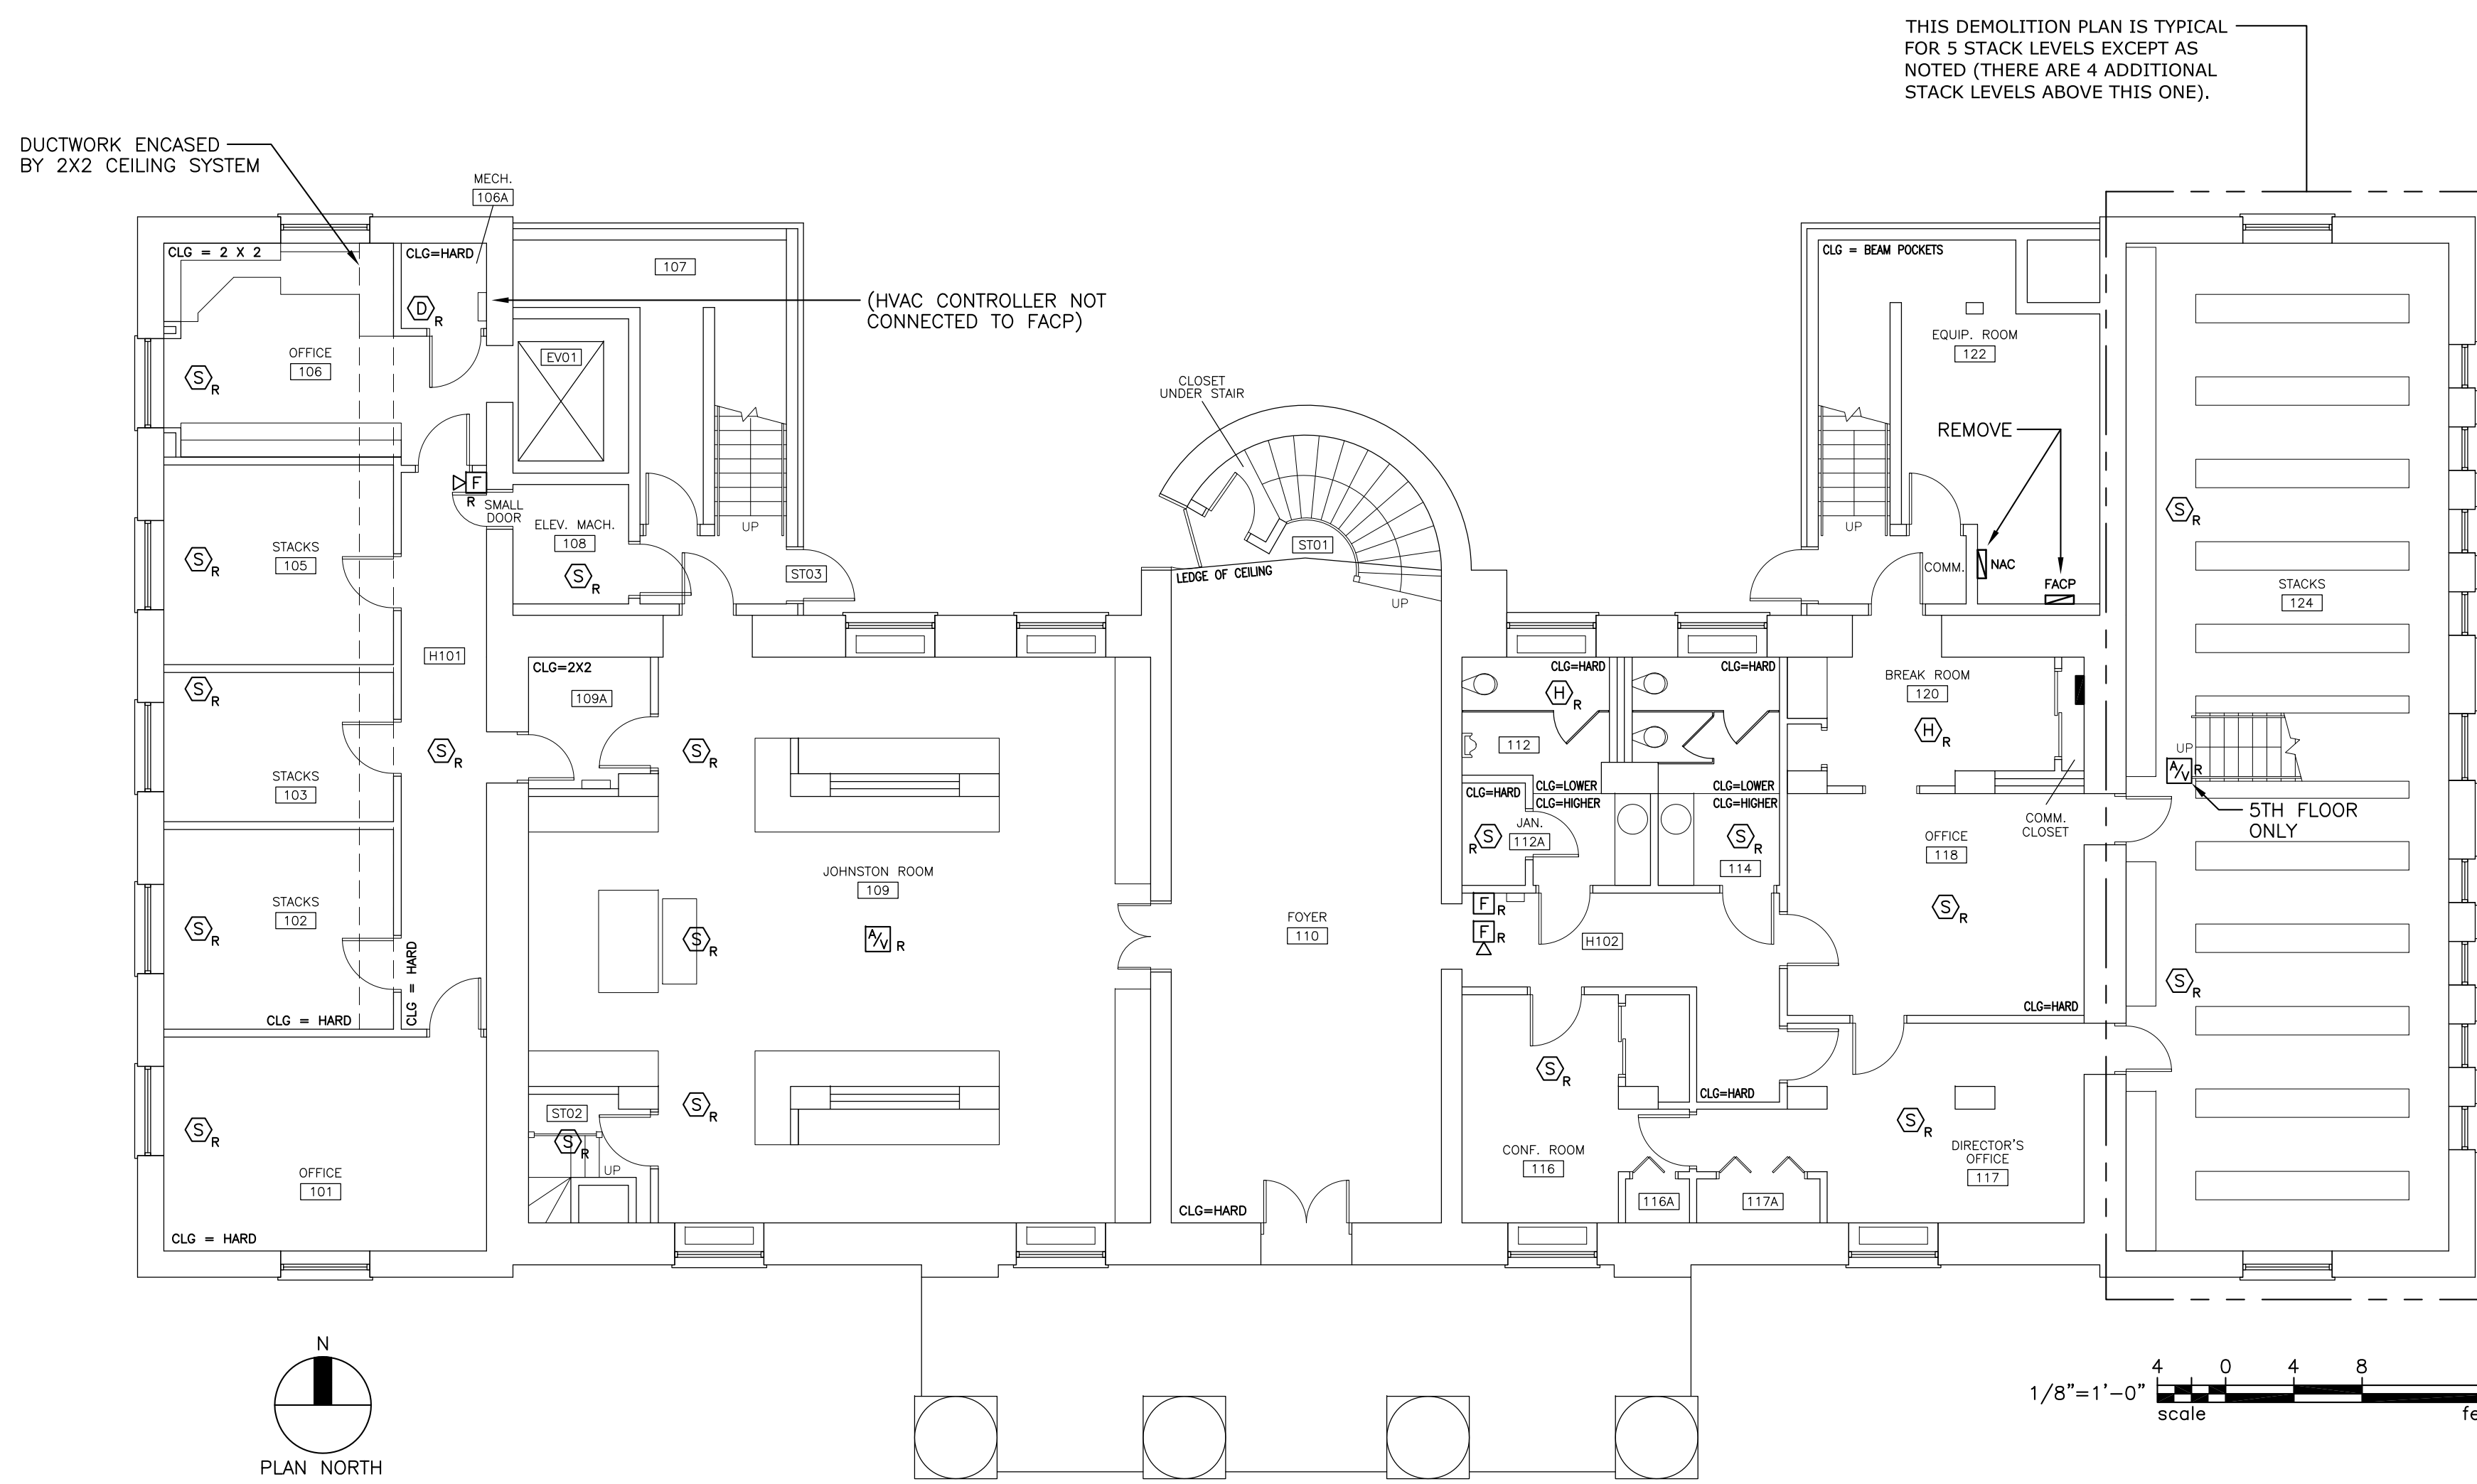 THIS DEMOLITION PLAN IS TYPICAL
FOR 5 STACK LEVELS EXCEPT AS
NOTED (THERE ARE 4 ADDITIONAL
STACK LEVELS ABOVE THIS ONE).
DUCTWORK ENCASED
BY 2X2 CEILING SYSTEM
MECH.
106A
CLG = 2 X 2
CLG=HARD
D R
OFFICE
106
S R
107
(HVAC CONTROLLER NOT
CONNECTED TO FACP)
EV01
F
R
SMALL
DOOR
ELEV. MACH.
108
S R
UP
ST03
STACKS
105
S R
H101
S R
STACKS
103
S R
STACKS
102
S R
CLG = HARD
CLG = HARD
OFFICE
101
S R
CLG = HARD
CLG=2X2
109A
S R
JOHNSTON ROOM
109
S R
A/V R
S R
ST02
S R
UP
CLOSET
UNDER STAIR
ST01
LEDGE OF CEILING
UP
FOYER
110
CLG=HARD
CLG=HARD
H R
112
CLG=LOWER
CLG=HIGHER
CLG=HARD
JAN.
112A
R S
CLG=HARD
CLG=LOWER
CLG=HIGHER
S R
114
F R
F R
H102
S R
CONF. ROOM
116
116A
117A
CLG=HARD
CLG = BEAM POCKETS
EQUIP. ROOM
122
REMOVE
UP
COMM.
NAC
FACP
BREAK ROOM
120
H R
COMM.
CLOSET
OFFICE
118
S R
CLG=HARD
S R
DIRECTOR'S
OFFICE
117
S R
STACKS
124
UP
A/V R
5TH FLOOR
ONLY
S R
N
PLAN NORTH
4 0 4 8
1/8"=1'-0"
scale